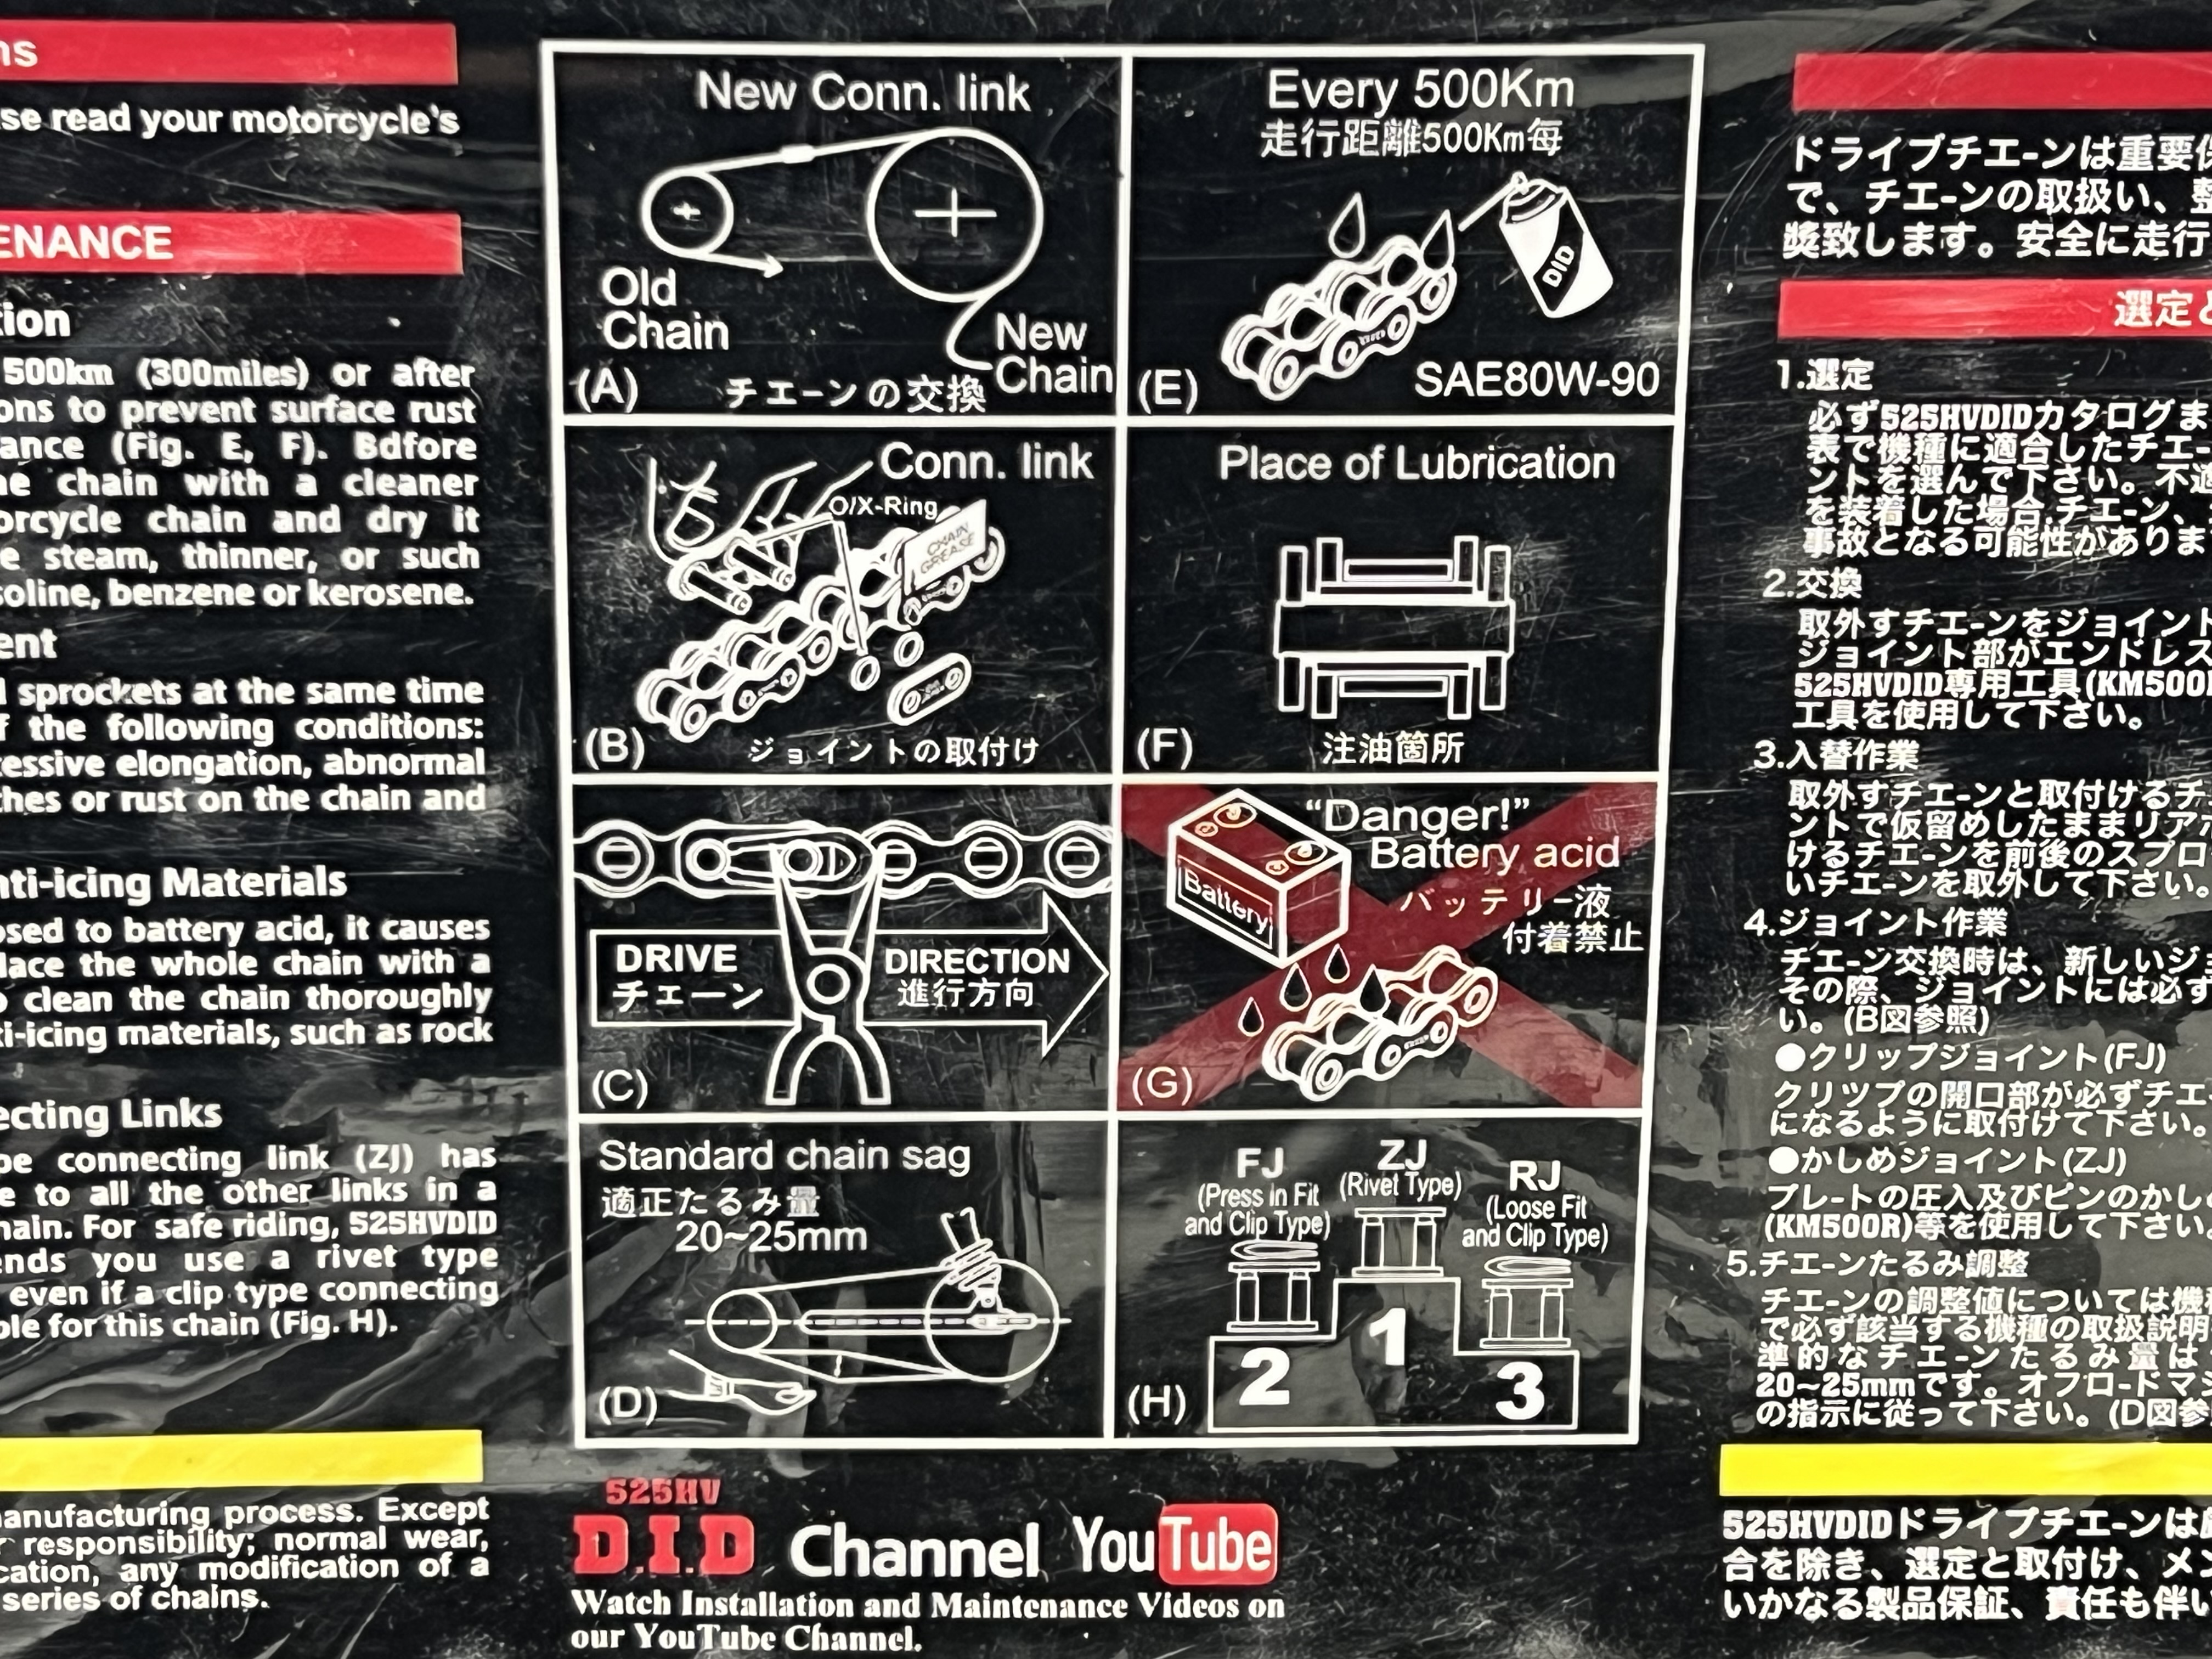 ns
se read your motorcycle's
ENANCE
tion
500km (300miles) or after
ons to prevent surface rust
ance (Fig. E, F). Bdfore
ne chain with a cleaner
orcycle chain and dry it
e steam, thinner, or such
soline, benzene or kerosene.
ent
l sprockets at the same time
f the following conditions:
cessive elongation, abnormal
ches or rust on the chain and
nti-icing Materials
osed to battery acid, it causes
lace the whole chain with a
o clean the chain thoroughly
ti-icing materials, such as rock
ecting Links
pe connecting link (ZJ) has
e to all the other links in a
hain. For safe riding, 525HVDID
ends you use a rivet type
even if a clip type connecting
ble for this chain (Fig. H).
anufacturing process. Except
r responsibility; normal wear,
cation, any modification of a
series of chains.
New Conn. link
Old
Chain
New
Chain
(A)
チエーンの交換
Conn. link
O/X-Ring
CHAIN
GREASE
(B)
ジョイントの取付け
DRIVE
チェーン
DIRECTION
進行方向
(C)
Standard chain sag
適正たるみ量
20~25mm
(D)
Every 500Km
走行距離500Km毎
DID
SAE80W-90
(E)
Place of Lubrication
(F)
注油箇所
"Danger!"
Battery acid
バッテリー液
付着禁止
Battery
(G)
FJ
(Press in Fit
and Clip Type)
ZJ
(Rivet Type)
RJ
(Loose Fit
and Clip Type)
1
2
3
(H)
525HV
D.I.D Channel YouTube
Watch Installation and Maintenance Videos on
our YouTube Channel.
ドライブチエーンは重要保
で、チエーンの取扱い、整
奨致します。安全に走行
選定と
1.選定
必ず525HVDIDカタログま
表で機種に適合したチエー
ントを選んで下さい。不適
を装着した場合チエーン、
事故となる可能性がありま
2.交換
取外すチエーンをジョイント
ジョイント部がエンドレス
525HVDID専用工具(KM500
工具を使用して下さい。
3.入替作業
取外すチエーンと取付けるチ
ントで仮留めしたままリア
けるチエーンを前後のスプロ
いチエーンを取外して下さい。
4.ジョイント作業
チエーン交換時は、新しいジ
その際、ジョイントには必ず
い。(B図参照)
●クリップジョイント(FJ)
クリツプの開口部が必ずチエ
になるように取付けて下さい。
●かしめジョイント(ZJ)
プレートの圧入及びピンのかし
(KM500R)等を使用して下さい。
5.チエーンたるみ調整
チエーンの調整値については機種
で必ず該当する機種の取扱説明
準的なチエーンたるみ量は
20~25mmです。オフロードマシ
の指示に従って下さい。(D図参
525HVDIDドライブチエーンは
合を除き、選定と取付け、メン
いかなる製品保証、責任も伴い